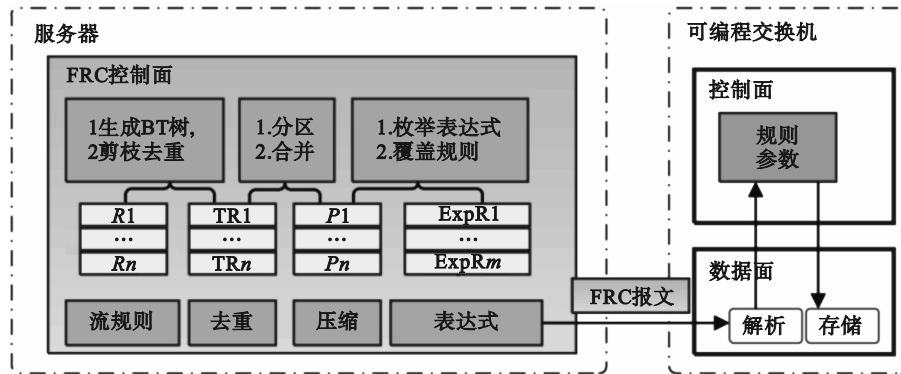 服务器
FRC控制面
1生成BT树,
2剪枝去重
1.分区
2.合并
1.枚举表达式
2.覆盖规则
R1
...
Rn
TR1
...
TRn
P1
...
Pn
ExpR1
...
ExpRm
流规则
去重
压缩
表达式
FRC报文
可编程交换机
控制面
规则
参数
数据面
解析
存储